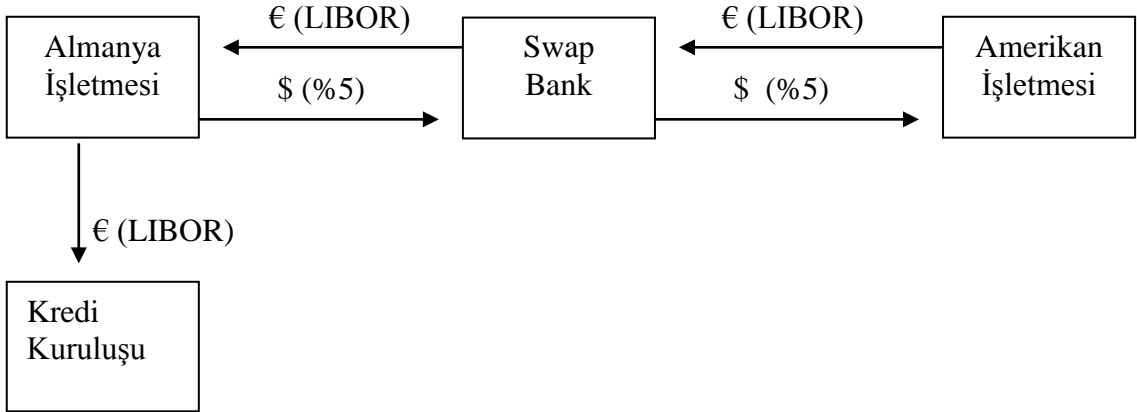 € (LIBOR)
€ (LIBOR)
Almanya
İşletmesi
Swap
Bank
Amerikan
İşletmesi
$ (%5)
$ (%5)
€ (LIBOR)
Kredi
Kuruluşu